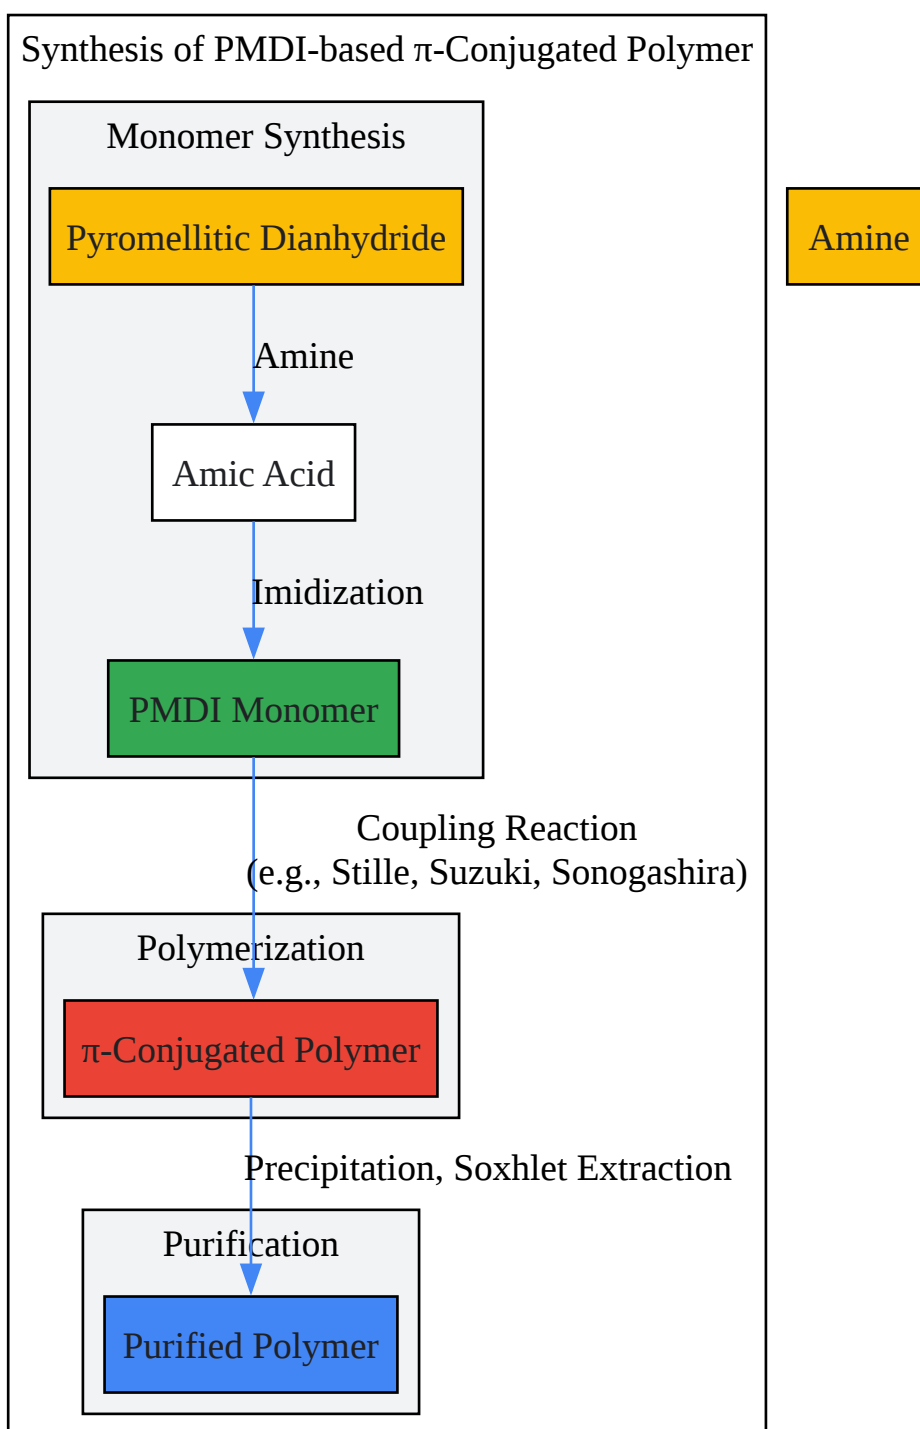 Synthesis of PMDI-based π-Conjugated Polymer
Monomer Synthesis
Pyromellitic Dianhydride
Amine
Amine
Amic Acid
Imidization
PMDI Monomer
Coupling Reaction
(e.g., Stille, Suzuki, Sonogashira)
Polymerization
π-Conjugated Polymer
Precipitation, Soxhlet Extraction
Purification
Purified Polymer